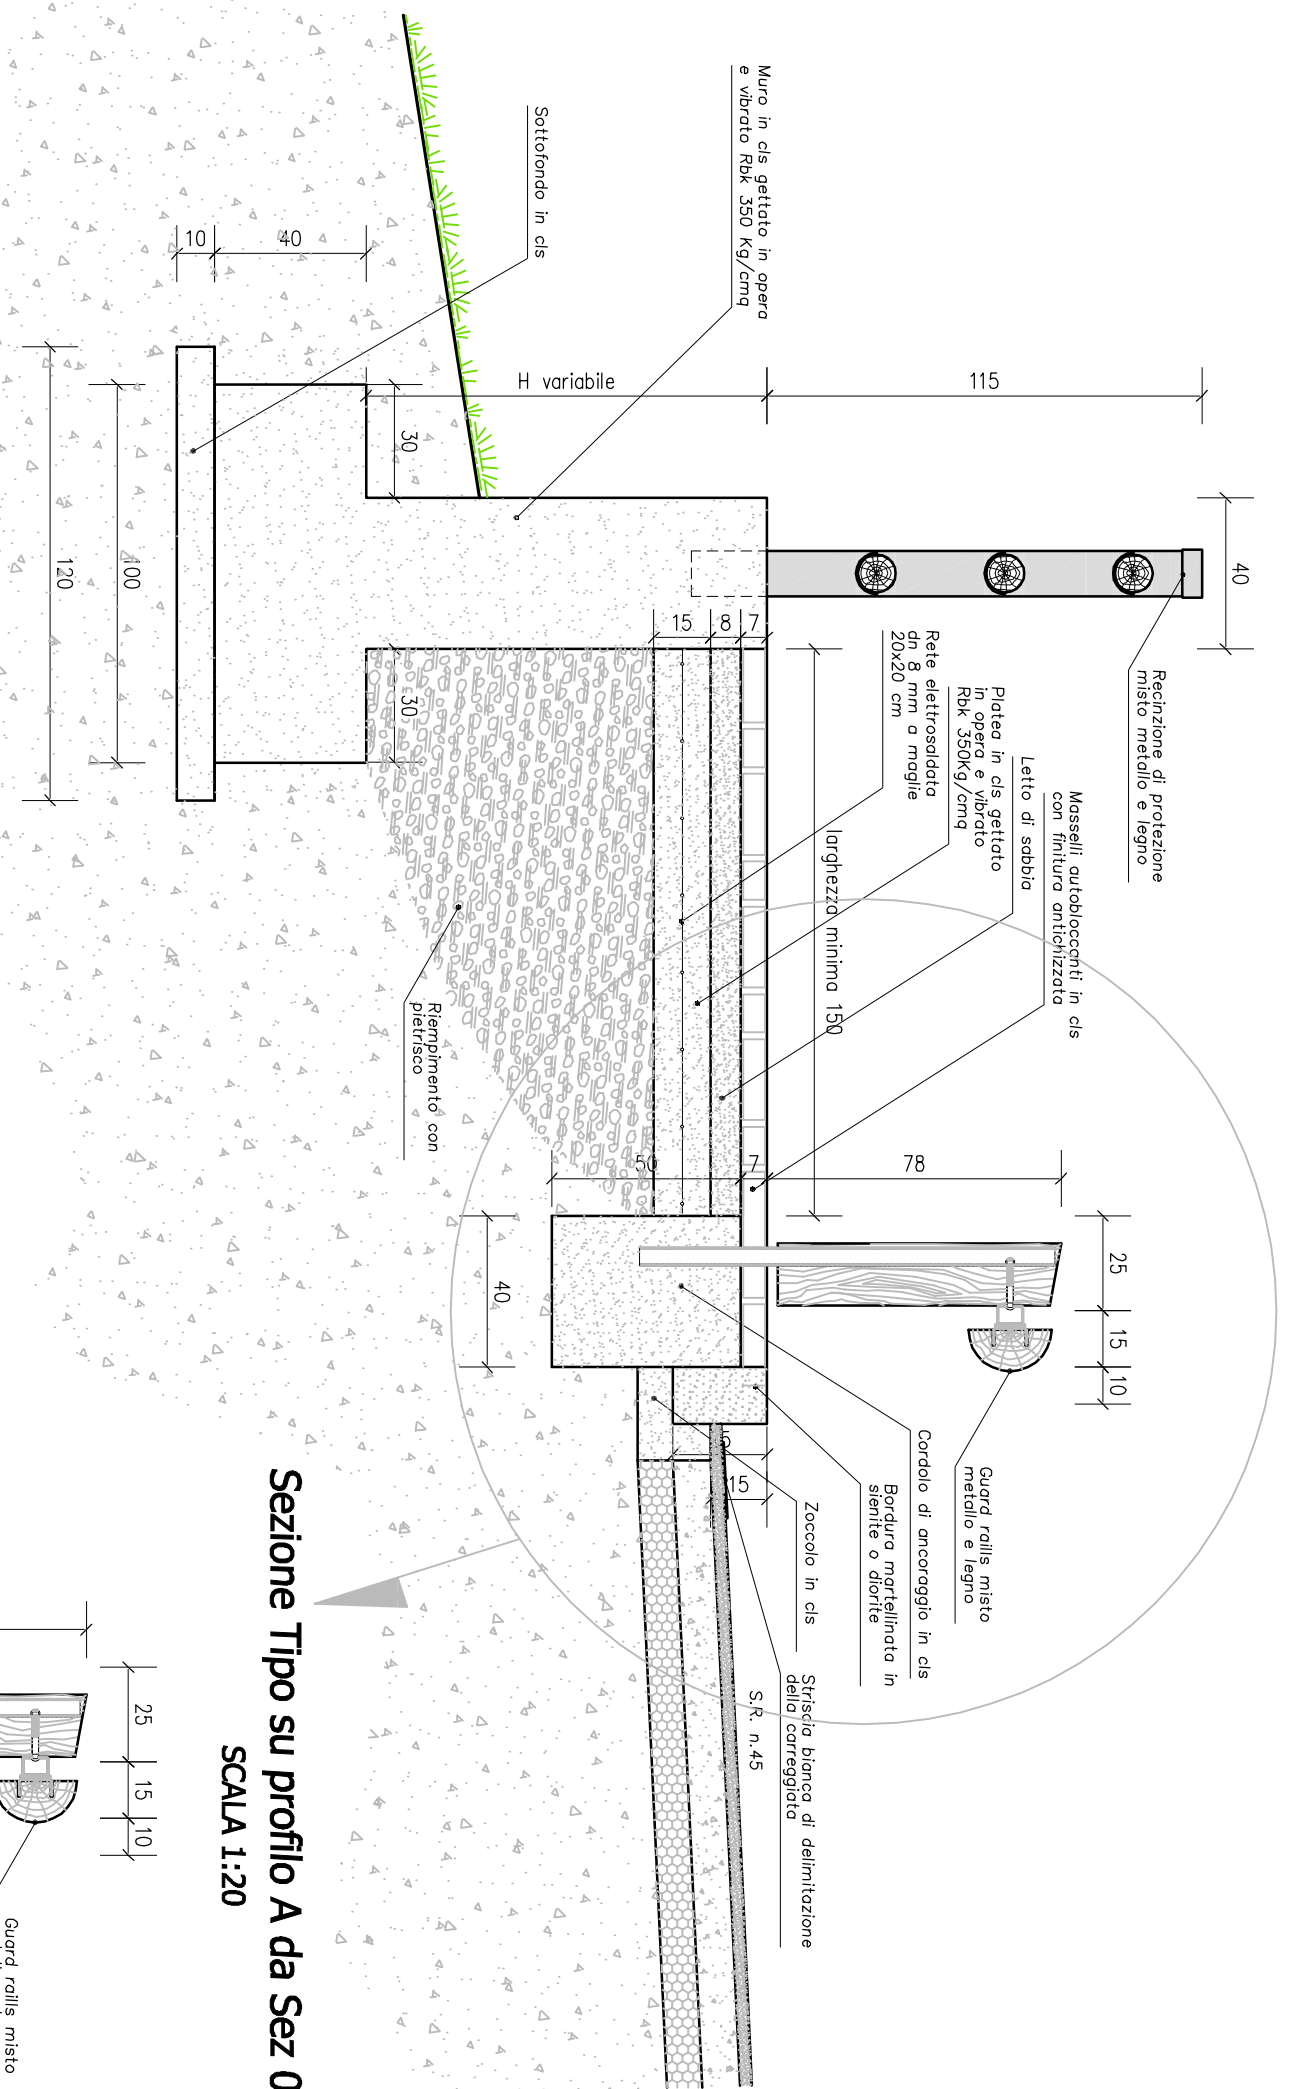 Muro in cls gettato in opera
e vibrato Rbk 350 Kg/cmq
Sottofondo in cls
10
40
H variabile
115
40
30
30
100
120
15
8
7
Recinzione di protezione
misto metallo e legno
Rete elettrosaldata
dn 8 mm a maglie
20x20 cm
Platea in cls gettato
in opera e vibrato
Rbk 350Kg/cmq
Letto di sabbia
Masselli autobloccanti in cls
con finitura antichizzata
larghezza minima 150
Riempimento con
pietrisco
50
7
78
40
25
15
10
15
Guard raills misto
metallo e legno
Cordolo di ancoraggio in cls
Bordura martellinata in
sienite o diorite
Zoccolo in cls
Striscia bianca di delimitazione
della carreggiata
S.R. n.45
Sezione Tipo su profilo A da Sez 0
SCALA 1:20
25
15
10
Guard raills misto